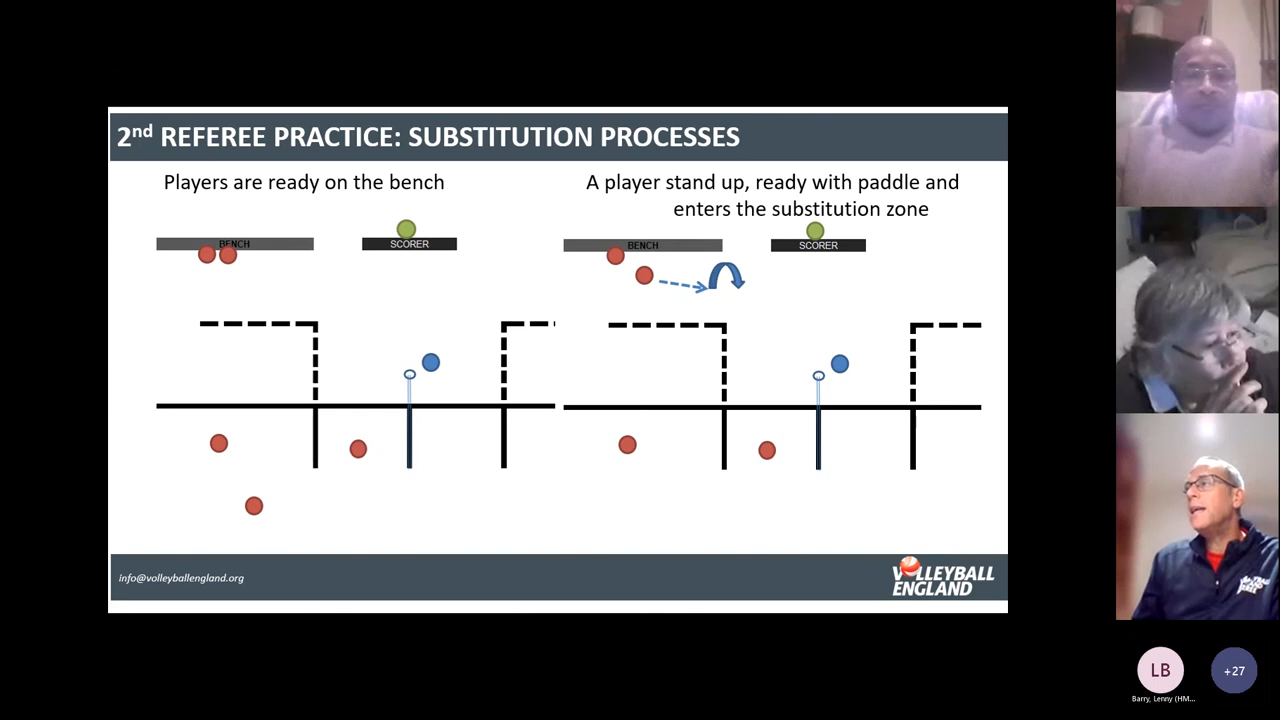 2nd REFEREE PRACTICE: SUBSTITUTION PROCESSES
Players are ready on the bench
BENCH
SCORER
A player stand up, ready with paddle and
enters the substitution zone
BENCH
SCORER
info@volleyballengland.org
VOLLEYBALL
ENGLAND
LB
+27
Barry, Lenny (HM...